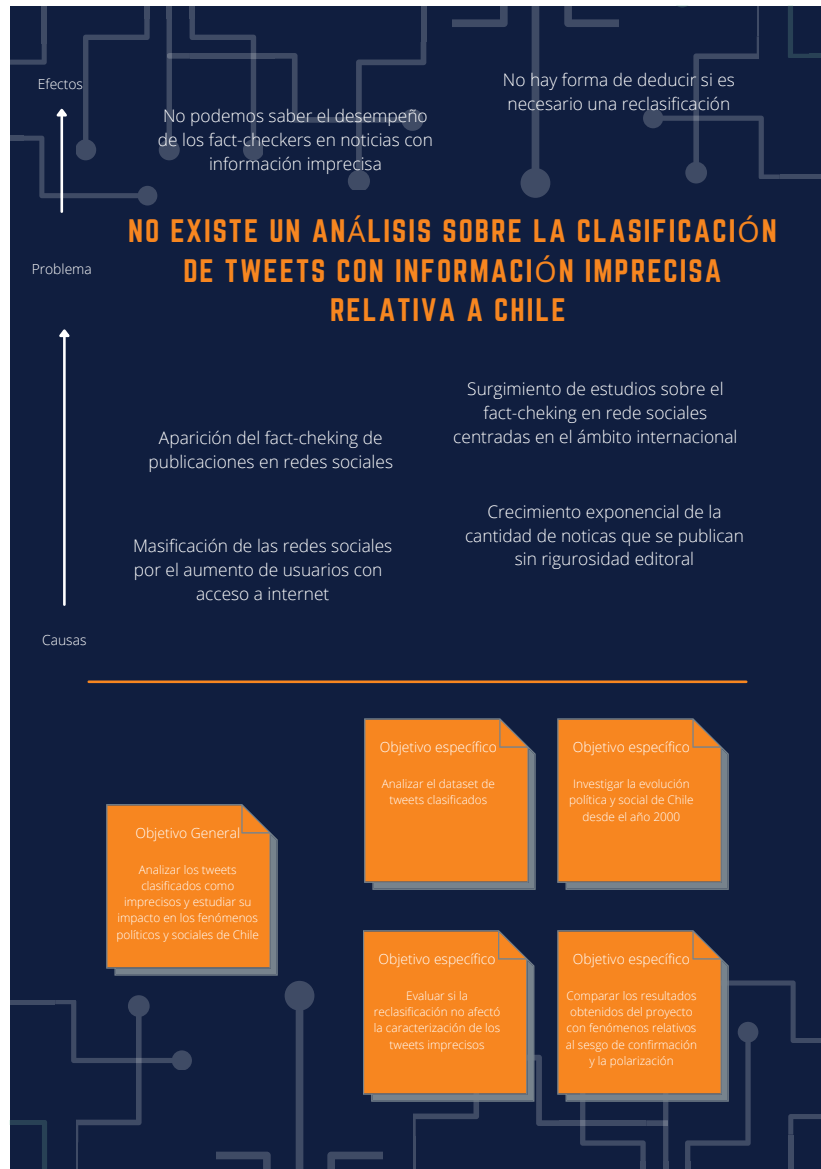 Efectos
No podemos saber el desempeño
de los fact-checkers en noticias con
información imprecisa
No hay forma de deducir si es
necesario una reclasificación
Problema
NO EXISTE UN ANÁLISIS SOBRE LA CLASIFICACIÓN
DE TWEETS CON INFORMACIÓN IMPRECISA
RELATIVA A CHILE
Aparición del fact-cheking de
publicaciones en redes sociales
Surgimiento de estudios sobre el
fact-cheking en rede sociales
centradas en el ámbito internacional
Masificación de las redes sociales
por el aumento de usuarios con
acceso a internet
Crecimiento exponencial de la
cantidad de noticas que se publican
sin rigurosidad editoral
Causas
Objetivo General
Analizar los tweets
clasificados como
imprecisos y estudiar su
impacto en los fenómenos
políticos y sociales de Chile
Objetivo específico
Analizar el dataset de
tweets clasificados
Objetivo específico
Investigar la evolución
política y social de Chile
desde el año 2000
Objetivo específico
Evaluar si la
reclasificación no afectó
la caracterización de los
tweets imprecisos
Objetivo específico
Comparar los resultados
obtenidos del proyecto
con fenómenos relativos
al sesgo de confirmación
y la polarización